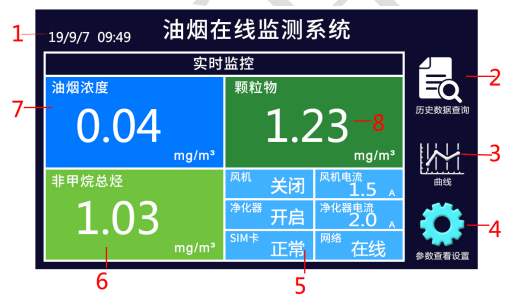 油烟在线监测系统
1
19/9/7 09:49
实时监控
油烟浓度
0.04
mg/m³
7
颗粒物
1.23
mg/m³
8
非甲烷总烃
1.03
mg/m³
6
风机 关闭
风机电流 1.5 A
净化器 开启
净化器电流 2.0 A
SIM卡 正常
网络 在线
5
历史数据查询
2
曲线
3
参数查看设置
4